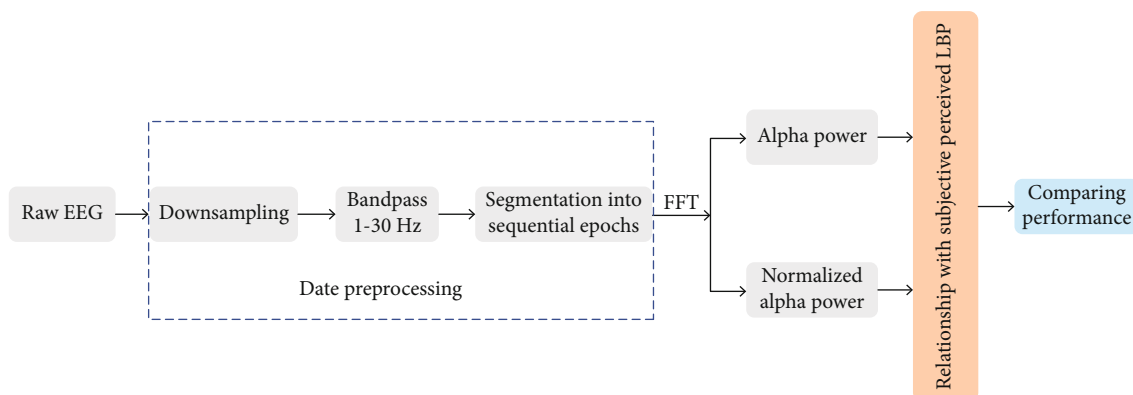 Raw EEG
Downsampling
Bandpass
1-30 Hz
Segmentation into
sequential epochs
Date preprocessing
FFT
Alpha power
Normalized
alpha power
Relationship with subjective perceived LBP
Comparing
performance